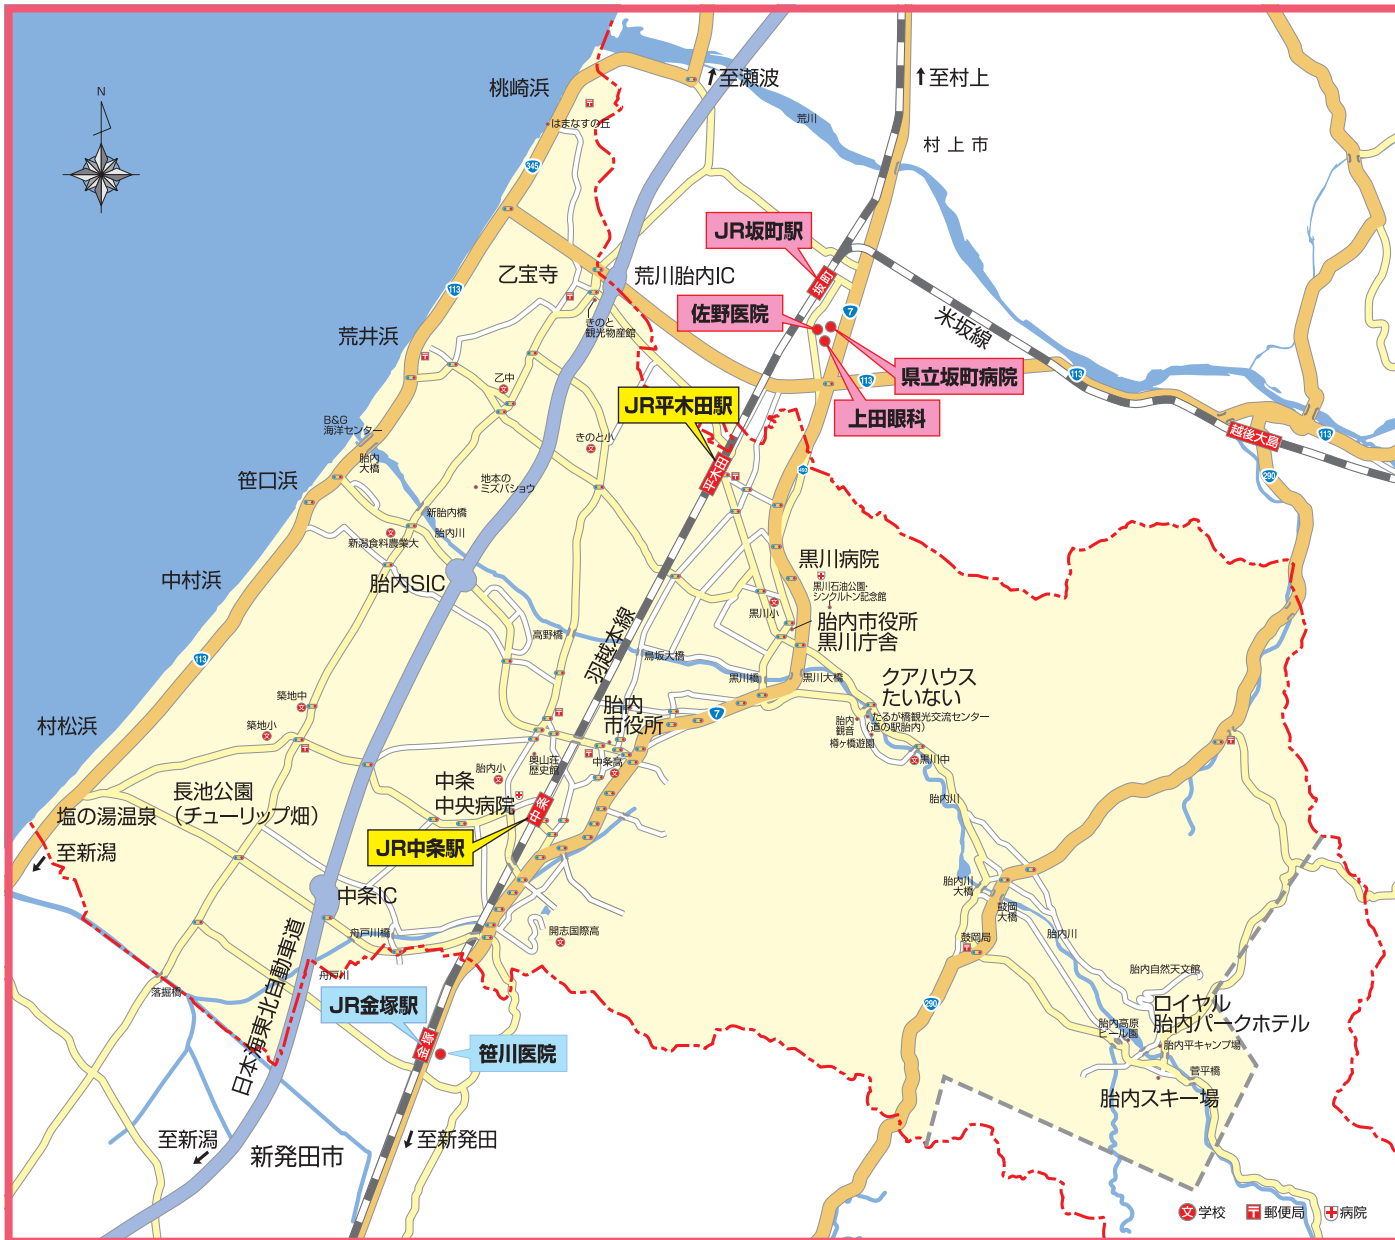 N
桃崎浜
はまなすの丘
345
至瀬波
至村上
荒川
村上市
JR坂町駅
坂町
乙宝寺
荒川胎内IC
113
きのと
観光物産館
佐野医院
7
米坂線
荒井浜
県立坂町病院
113
113
乙中
JR平木田駅
上田眼科
B&G
海洋センター
胎内
大橋
きのと小
越後大島
113
笹口浜
地本の
ミズバショウ
平木田
290
新胎内橋
胎内川
新潟食料農業大
中村浜
胎内SIC
黒川病院
黒川石油公園・
シンクルトン記念館
黒川小
胎内市役所
黒川庁舎
高野橋
羽越本線
鳥坂大橋
113
黒川橋
黒川大橋
クアハウス
たいない
築地中
胎内
市役所
7
胎内
観音
たるが橋観光交流センター
(道の駅胎内)
樽ヶ橋遊園
村松浜
築地小
奥山荘
歴史館
中条高
黒川中
胎内小
中条
中央病院
長池公園
(チューリップ畑)
胎内川
塩の湯温泉
中条
JR中条駅
至新潟
中条IC
胎内川
大橋
鼓岡
大橋
舟戸川橋
開志国際高
鼓岡局
胎内川
日本海東北自動車道
舟戸川
胎内自然天文館
落掘橋
JR金塚駅
290
ロイヤル
胎内パークホテル
胎内高原
ビール園
金塚
笹川医院
胎内平キャンプ場
菅平橋
胎内スキー場
至新潟
新発田市
至新発田
文 学校
郵便局
病院